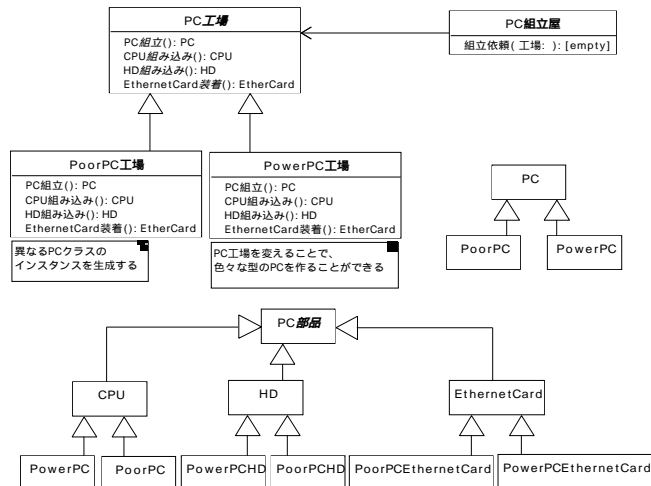 PC工場
PC組立(): PC
CPU組み込み(): CPU
HD組み込み(): HD
EthernetCard装着(): EtherCard
PC組立屋
組立依頼( 工場: ): [empty]
PoorPC工場
PC組立(): PC
CPU組み込み(): CPU
HD組み込み(): HD
EthernetCard装着(): EtherCard
PowerPC工場
PC組立(): PC
CPU組み込み(): CPU
HD組み込み(): HD
EthernetCard装着(): EtherCard
異なるPCクラスの
インスタンスを生成する
PC工場を変えることで、
色々な型のPCを作ることができる
PC
PoorPC
PowerPC
PC部品
CPU
HD
EthernetCard
PowerPC
PoorPC
PowerPCHD
PoorPCHD
PoorPCEthernetCard
PowerPCEthernetCard